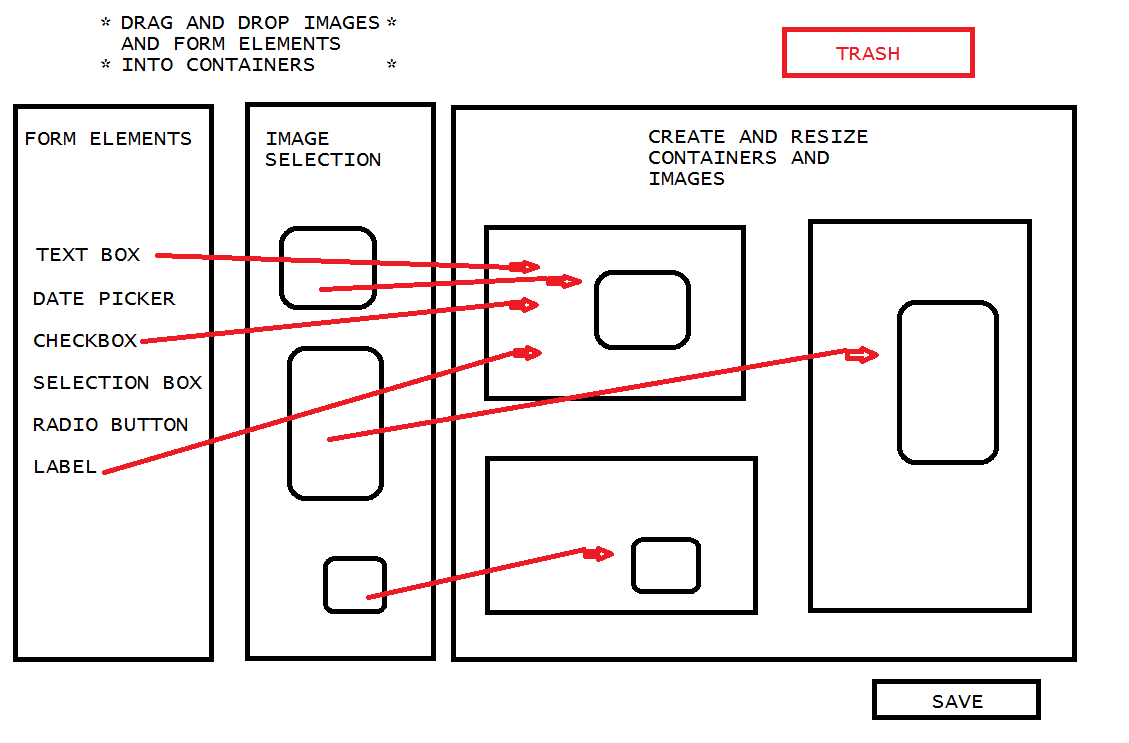 * DRAG AND DROP IMAGES *
AND FORM ELEMENTS
* INTO CONTAINERS *
TRASH
FORM ELEMENTS
TEXT BOX
DATE PICKER
CHECKBOX
SELECTION BOX
RADIO BUTTON
LABEL
IMAGE
SELECTION
CREATE AND RESIZE
CONTAINERS AND
IMAGES
SAVE